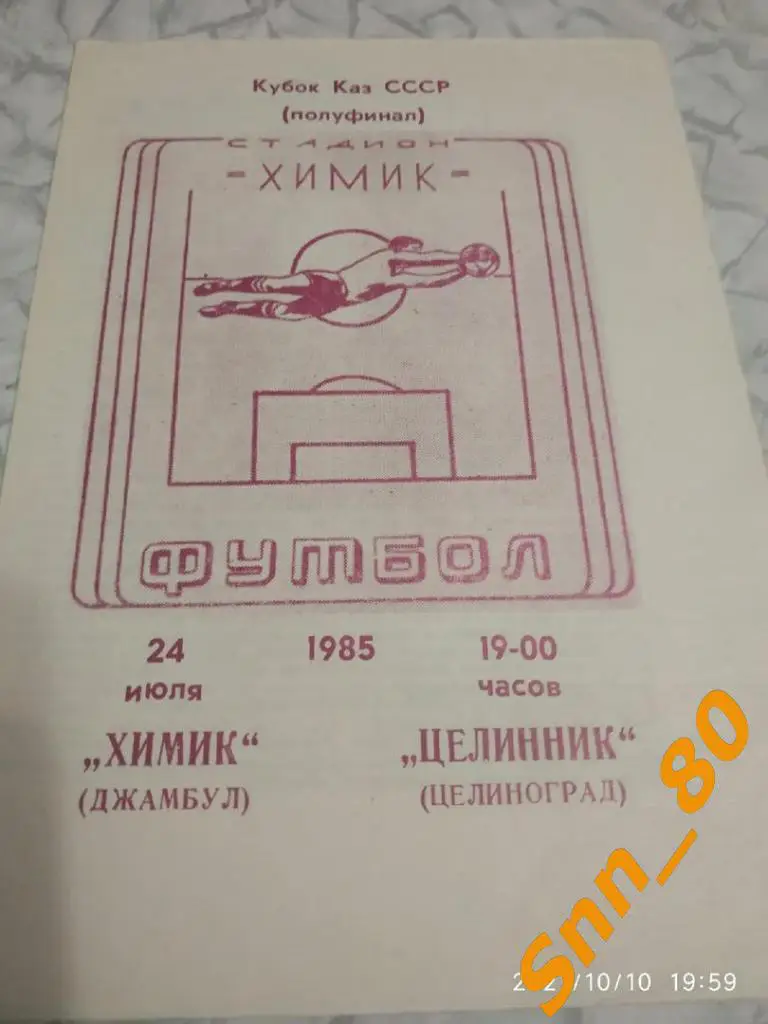 Кубок Каз СССР
(полуфинал)
СТАДИОН
-ХИМИК-
ФУТБОЛ
24 1985 19-00
июля часов
„ХИМИК“ „ЦЕЛИННИК“
(ДЖАМБУЛ) (ЦЕЛИНОГРАД)
Snn_80
/10/10 19:59